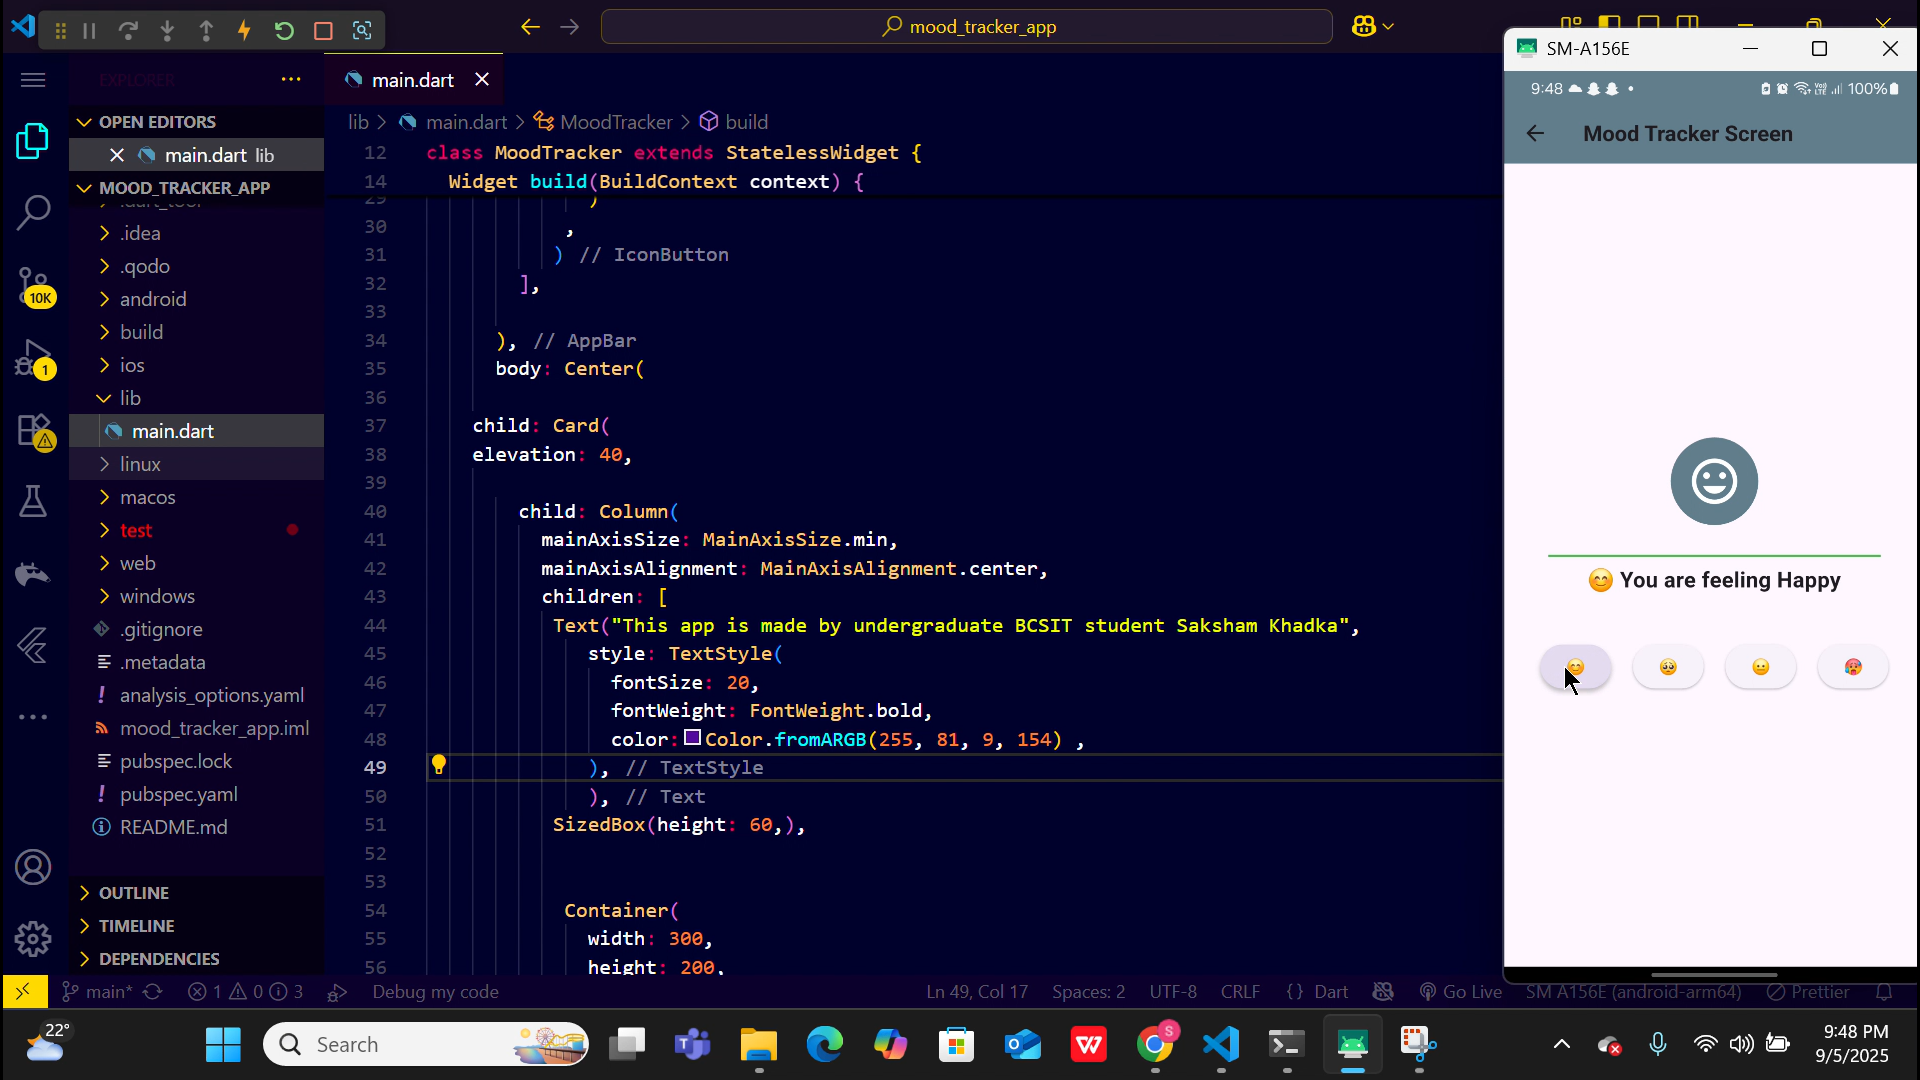 mood_tracker_app
EXPLORER
main.dart
OPEN EDITORS
main.dart lib
MOOD_TRACKER_APP
.idea
.qodo
android
build
ios
lib
main.dart
linux
macos
test
web
windows
.gitignore
.metadata
analysis_options.yaml
mood_tracker_app.iml
pubspec.lock
pubspec.yaml
README.md
OUTLINE
TIMELINE
DEPENDENCIES
10K
1
lib > main.dart > MoodTracker > build
12 class MoodTracker extends StatelessWidget {
14 Widget build(BuildContext context) {
29 )
30 ,
31 ) // IconButton
32 ],
33
34 ), // AppBar
35 body: Center(
36
37 child: Card(
38 elevation: 40,
39
40 child: Column(
41 mainAxisSize: MainAxisSize.min,
42 mainAxisAlignment: MainAxisAlignment.center,
43 children: [
44 Text("This app is made by undergraduate BCSIT student Saksham Khadka",
45 style: TextStyle(
46 fontSize: 20,
47 fontWeight: FontWeight.bold,
48 color: Color.fromARGB(255, 81, 9, 154) ,
49 ), // TextStyle
50 ), // Text
51 SizedBox(height: 60,),
52
53
54 Container(
55 width: 300,
56 height: 200,
SM-A156E
9:48
100%
Mood Tracker Screen
😊 You are feeling Happy
😊 🥺 😐 🥵
main* 1 0 3 Debug my code
Ln 49, Col 17 Spaces: 2 UTF-8 CRLF {} Dart Go Live SM A156E (android-arm64) Prettier
22°
Search
S
9:48 PM
9/5/2025